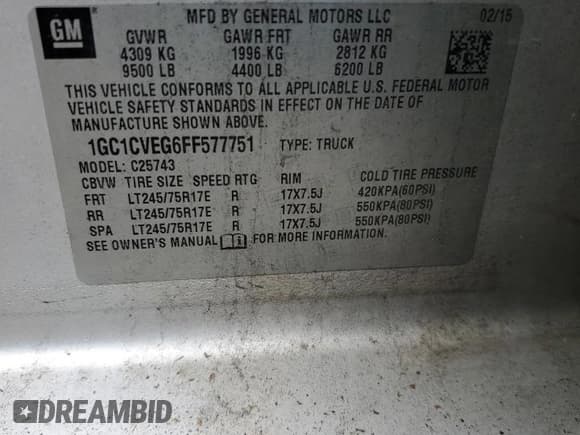 GM
MFD BY GENERAL MOTORS LLC 02/15
GVWR GAWR FRT GAWR RR
4309 KG 1996 KG 2812 KG
9500 LB 4400 LB 6200 LB
THIS VEHICLE CONFORMS TO ALL APPLICABLE U.S. FEDERAL MOTOR
VEHICLE SAFETY STANDARDS IN EFFECT ON THE DATE OF
MANUFACTURE SHOWN ABOVE.
1GC1CVEG6FF577751 TYPE: TRUCK
MODEL: C25743
CBVW TIRE SIZE SPEED RTG RIM COLD TIRE PRESSURE
FRT LT245/75R17E R 17X7.5J 420KPA(60PSI)
RR LT245/75R17E R 17X7.5J 550KPA(80PSI)
SPA LT245/75R17E R 17X7.5J 550KPA(80PSI)
SEE OWNER'S MANUAL FOR MORE INFORMATION.
DREAMBID